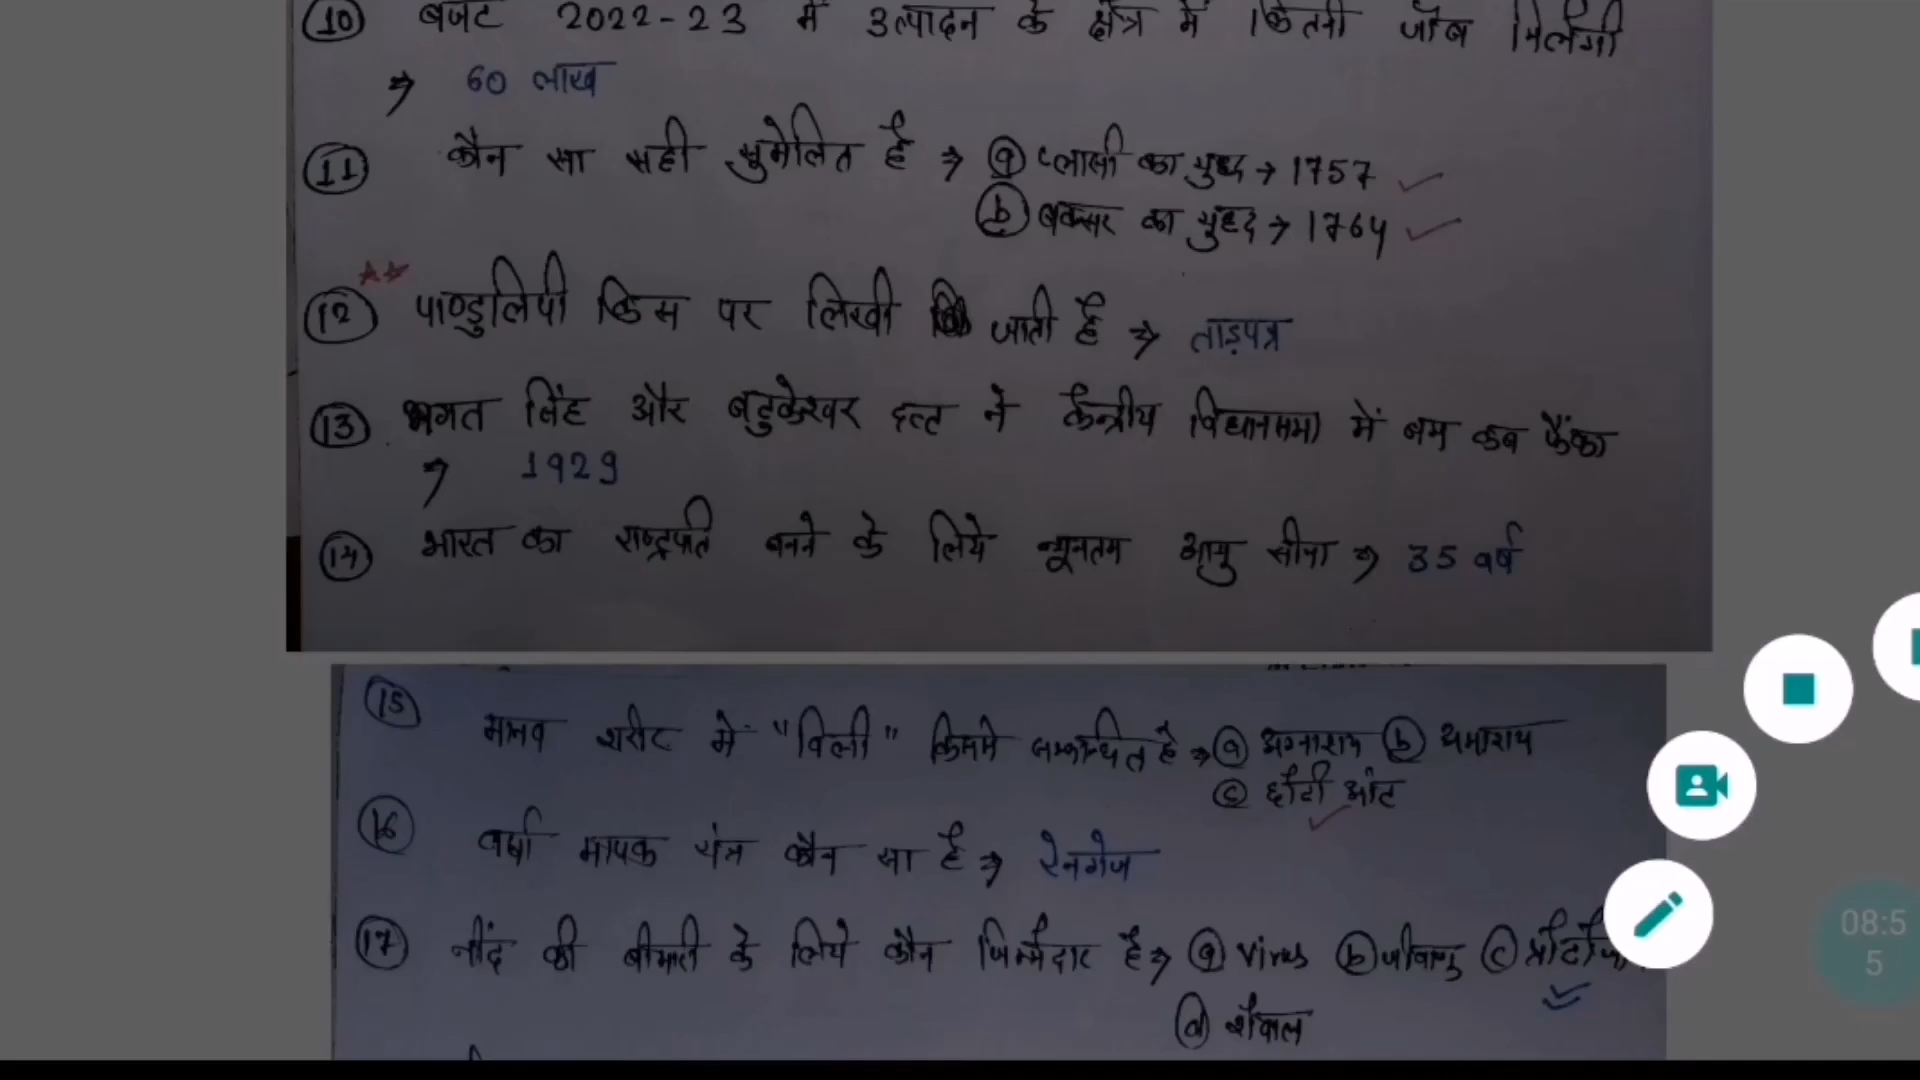 10 बजट 2022-23 में उत्पादन के क्षेत्र में कितनी जॉब मिलेगी
⇒ 60 लाख
11 कौन सा सही सुमेलित है ⇒ a प्लासी का युद्ध → 1757 ✓
b बक्सर का युद्ध → 1764 ✓
12 पाण्डुलिपी किस पर लिखी जाती है ⇒ ताड़पत्र
13 भगत सिंह और बटुकेश्वर दत्त ने केन्द्रीय विधानसभा में बम कब फैंका
⇒ 1929
14 भारत का राष्ट्रपति बनने के लिये न्यूनतम आयु सीमा ⇒ 35 वर्ष
15 मानव शरीर में "विली" किससे सम्बन्धित है ⇒ a अग्नाशय b अमाशय
c छोटी आंत ✓
16 वर्षा मापक यंत्र कौन सा है ⇒ रेनगेज
17 नींद की बीमारी के लिये कौन जिम्मेदार है ⇒ a virus b जीवाणु c
d शैवाल
08:5
5